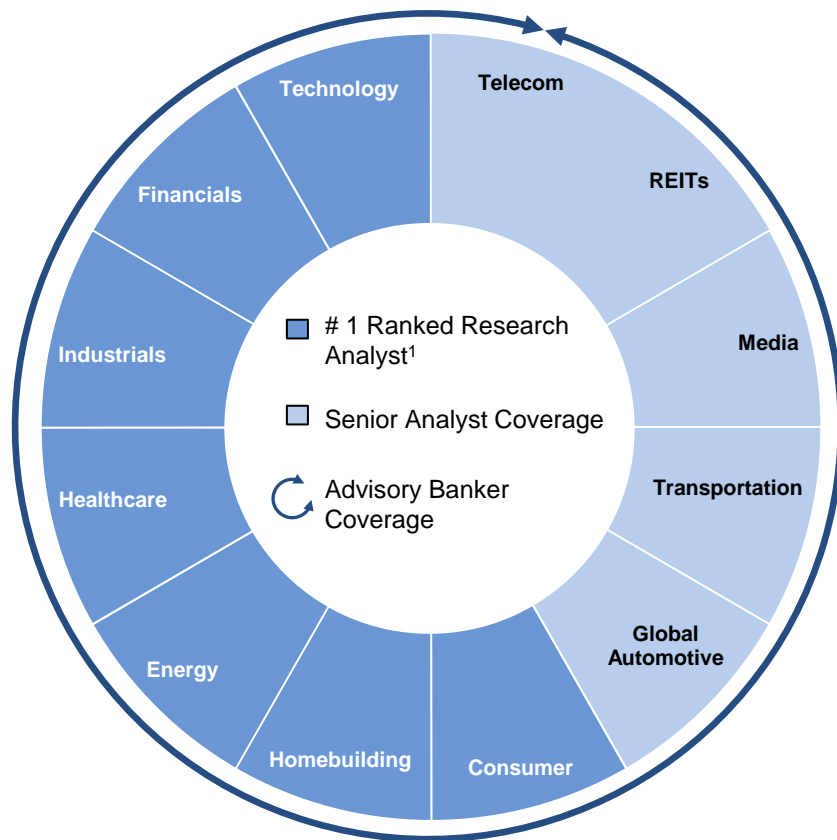 Technology
Telecom
Financials
REITs
Industrials
# 1 Ranked Research
Analyst¹
Media
Senior Analyst Coverage
Healthcare
Advisory Banker
Coverage
Transportation
Energy
Global
Automotive
Homebuilding
Consumer